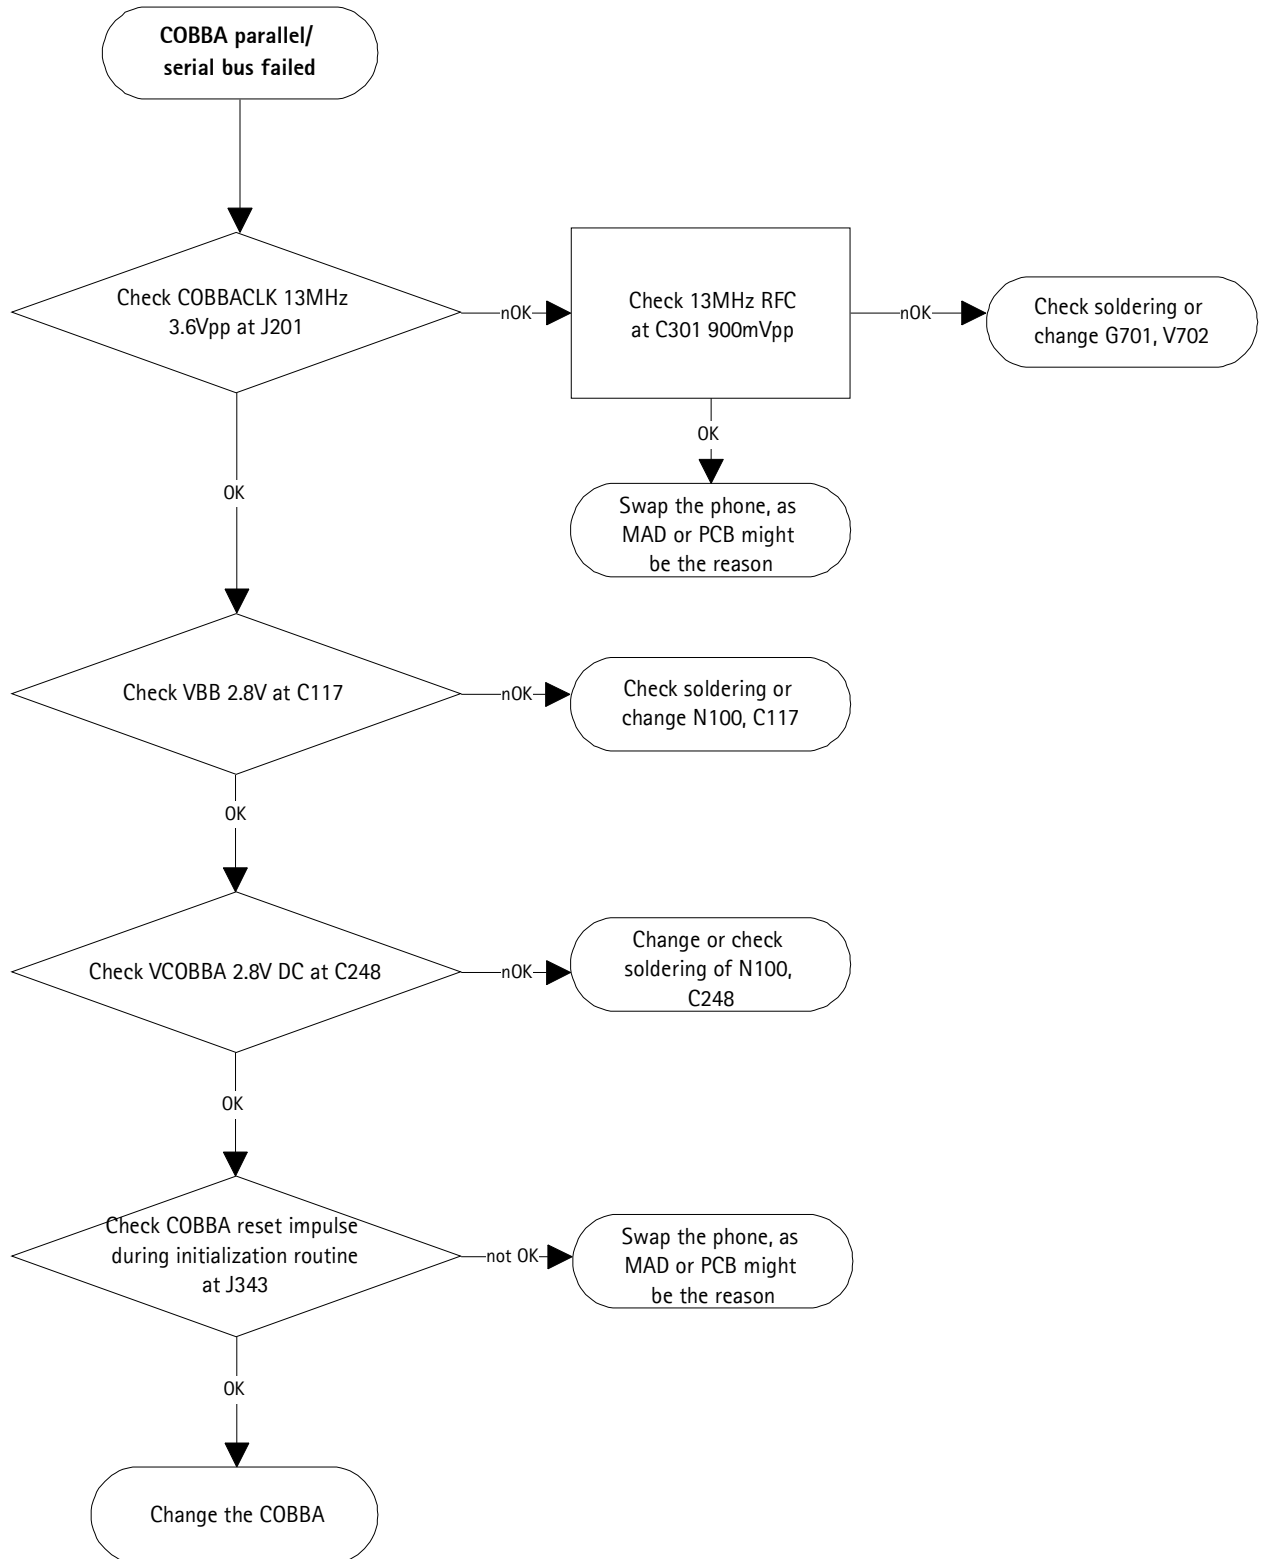 COBBA parallel/
serial bus failed
Check COBBACLK 13MHz
3.6Vpp at J201
nOK
Check 13MHz RFC
at C301 900mVpp
nOK
Check soldering or
change G701, V702
OK
Swap the phone, as
MAD or PCB might
be the reason
OK
Check VBB 2.8V at C117
nOK
Check soldering or
change N100, C117
OK
Check VCOBBA 2.8V DC at C248
nOK
Change or check
soldering of N100,
C248
OK
Check COBBA reset impulse
during initialization routine
at J343
not OK
Swap the phone, as
MAD or PCB might
be the reason
OK
Change the COBBA